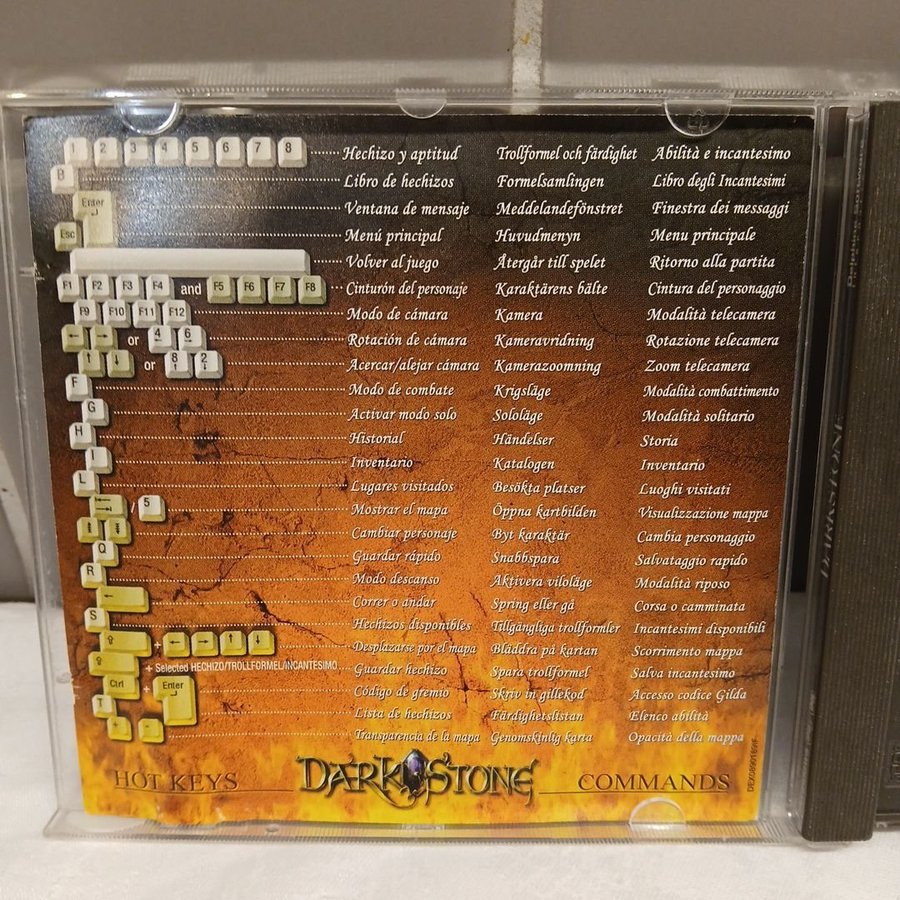 1 2 3 4 5 6 7 8 Hechizo y aptitud Trollformel och färdighet Abilità e incantesimo
B Libro de hechizos Formelsamlingen Libro degli Incantesimi
Enter Ventana de mensaje Meddelandefönstret Finestra dei messaggi
Esc Menú principal Huvudmenyn Menu principale
Volver al juego Återgår till spelet Ritorno alla partita
F1 F2 F3 F4 and F5 F6 F7 F8 Cinturón del personaje Karaktärens bälte Cintura del personaggio
F9 F10 F11 F12 Modo de cámara Kamera Modalità telecamera
← → or 4 ← 6 → Rotación de cámara Kameravridning Rotazione telecamera
↑ ↓ or 8 ↑ 2 ↓ Acercar/alejar cámara Kamerazoomning Zoom telecamera
F Modo de combate Krigsläge Modalità combattimento
G Activar modo solo Sololäge Modalità solitario
H Historial Händelser Storia
I Inventario Katalogen Inventario
L Lugares visitados Besökta platser Luoghi visitati
/ 5 Mostrar el mapa Öppna kartbilden Visualizzazione mappa
Cambiar personaje Byt karaktär Cambia personaggio
Q Guardar rápido Snabbspara Salvataggio rapido
R Modo descanso Aktivera viloläge Modalità riposo
← Correr o andar Spring eller gå Corsa o camminata
S Hechizos disponibles Tillgängliga trollformler Incantesimi disponibili
⇧ + ← → ↑ ↓ Desplazarse por el mapa Bläddra på kartan Scorrimento mappa
⇧ + Selected HECHIZO/TROLLFORMEL/INCANTESIMO Guardar hechizo Spara trollformel Salva incantesimo
Ctrl + Enter Código de gremio Skriv in gillekod Accesso codice Gilda
T Lista de hechizos Färdighetslistan Elenco abilità
Transparencia de la mapa Genomskinlig karta Opacità della mappa
HOT KEYS DARKSTONE COMMANDS
DARKSTONE